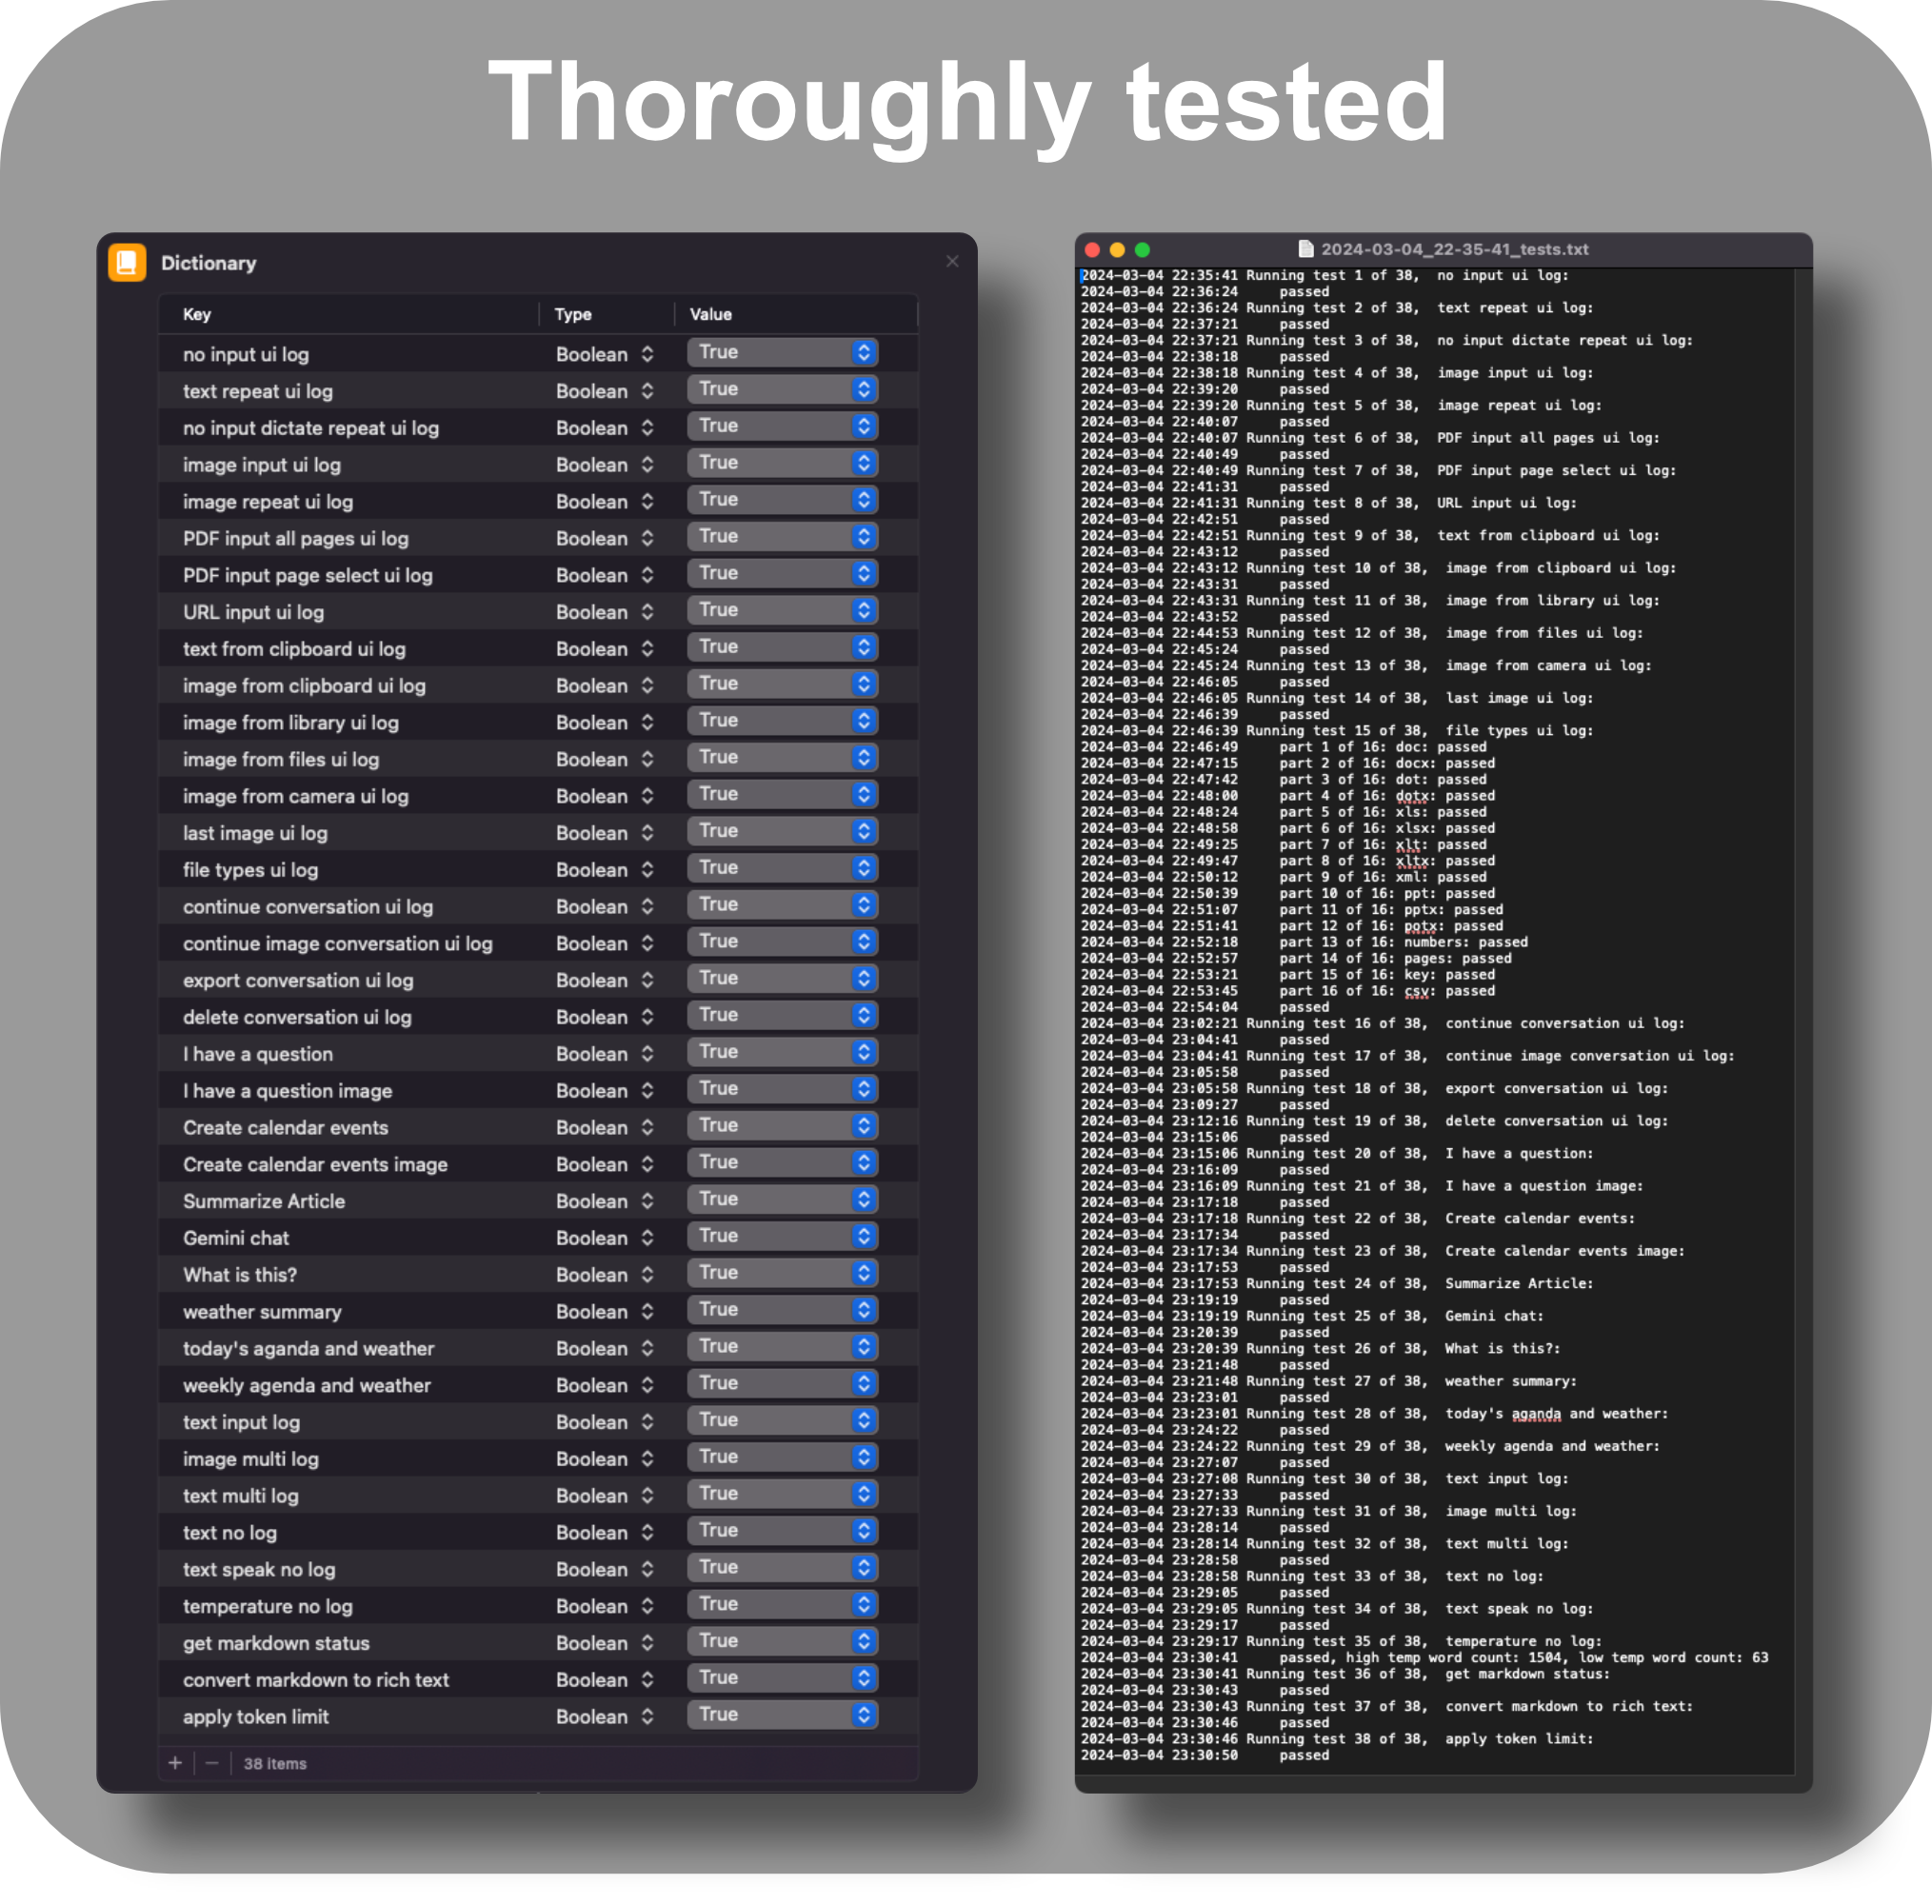 Thoroughly tested
Dictionary
Key Type Value
no input ui log Boolean True
text repeat ui log Boolean True
no input dictate repeat ui log Boolean True
image input ui log Boolean True
image repeat ui log Boolean True
PDF input all pages ui log Boolean True
PDF input page select ui log Boolean True
URL input ui log Boolean True
text from clipboard ui log Boolean True
image from clipboard ui log Boolean True
image from library ui log Boolean True
image from files ui log Boolean True
image from camera ui log Boolean True
last image ui log Boolean True
file types ui log Boolean True
continue conversation ui log Boolean True
continue image conversation ui log Boolean True
export conversation ui log Boolean True
delete conversation ui log Boolean True
I have a question Boolean True
I have a question image Boolean True
Create calendar events Boolean True
Create calendar events image Boolean True
Summarize Article Boolean True
Gemini chat Boolean True
What is this? Boolean True
weather summary Boolean True
today's aganda and weather Boolean True
weekly agenda and weather Boolean True
text input log Boolean True
image multi log Boolean True
text multi log Boolean True
text no log Boolean True
text speak no log Boolean True
temperature no log Boolean True
get markdown status Boolean True
convert markdown to rich text Boolean True
apply token limit Boolean True
38 items
2024-03-04_22-35-41_tests.txt
2024-03-04 22:35:41 Running test 1 of 38, no input ui log:
2024-03-04 22:36:24 passed
2024-03-04 22:36:24 Running test 2 of 38, text repeat ui log:
2024-03-04 22:37:21 passed
2024-03-04 22:37:21 Running test 3 of 38, no input dictate repeat ui log:
2024-03-04 22:38:18 passed
2024-03-04 22:38:18 Running test 4 of 38, image input ui log:
2024-03-04 22:39:20 passed
2024-03-04 22:39:20 Running test 5 of 38, image repeat ui log:
2024-03-04 22:40:07 passed
2024-03-04 22:40:07 Running test 6 of 38, PDF input all pages ui log:
2024-03-04 22:40:49 passed
2024-03-04 22:40:49 Running test 7 of 38, PDF input page select ui log:
2024-03-04 22:41:31 passed
2024-03-04 22:41:31 Running test 8 of 38, URL input ui log:
2024-03-04 22:42:51 passed
2024-03-04 22:42:51 Running test 9 of 38, text from clipboard ui log:
2024-03-04 22:43:12 passed
2024-03-04 22:43:12 Running test 10 of 38, image from clipboard ui log:
2024-03-04 22:43:31 passed
2024-03-04 22:43:31 Running test 11 of 38, image from library ui log:
2024-03-04 22:43:52 passed
2024-03-04 22:44:53 Running test 12 of 38, image from files ui log:
2024-03-04 22:45:24 passed
2024-03-04 22:45:24 Running test 13 of 38, image from camera ui log:
2024-03-04 22:46:05 passed
2024-03-04 22:46:05 Running test 14 of 38, last image ui log:
2024-03-04 22:46:39 passed
2024-03-04 22:46:39 Running test 15 of 38, file types ui log:
2024-03-04 22:46:49 part 1 of 16: doc: passed
2024-03-04 22:47:15 part 2 of 16: docx: passed
2024-03-04 22:47:42 part 3 of 16: dot: passed
2024-03-04 22:48:00 part 4 of 16: dotx: passed
2024-03-04 22:48:24 part 5 of 16: xls: passed
2024-03-04 22:48:58 part 6 of 16: xlsx: passed
2024-03-04 22:49:25 part 7 of 16: xlt: passed
2024-03-04 22:49:47 part 8 of 16: xltx: passed
2024-03-04 22:50:12 part 9 of 16: xml: passed
2024-03-04 22:50:39 part 10 of 16: ppt: passed
2024-03-04 22:51:07 part 11 of 16: pptx: passed
2024-03-04 22:51:41 part 12 of 16: potx: passed
2024-03-04 22:52:18 part 13 of 16: numbers: passed
2024-03-04 22:52:57 part 14 of 16: pages: passed
2024-03-04 22:53:21 part 15 of 16: key: passed
2024-03-04 22:53:45 part 16 of 16: csv: passed
2024-03-04 22:54:04 passed
2024-03-04 23:02:21 Running test 16 of 38, continue conversation ui log:
2024-03-04 23:04:41 passed
2024-03-04 23:04:41 Running test 17 of 38, continue image conversation ui log:
2024-03-04 23:05:58 passed
2024-03-04 23:05:58 Running test 18 of 38, export conversation ui log:
2024-03-04 23:09:27 passed
2024-03-04 23:12:16 Running test 19 of 38, delete conversation ui log:
2024-03-04 23:15:06 passed
2024-03-04 23:15:06 Running test 20 of 38, I have a question:
2024-03-04 23:16:09 passed
2024-03-04 23:16:09 Running test 21 of 38, I have a question image:
2024-03-04 23:17:18 passed
2024-03-04 23:17:18 Running test 22 of 38, Create calendar events:
2024-03-04 23:17:34 passed
2024-03-04 23:17:34 Running test 23 of 38, Create calendar events image:
2024-03-04 23:17:53 passed
2024-03-04 23:17:53 Running test 24 of 38, Summarize Article:
2024-03-04 23:19:19 passed
2024-03-04 23:19:19 Running test 25 of 38, Gemini chat:
2024-03-04 23:20:39 passed
2024-03-04 23:20:39 Running test 26 of 38, What is this?:
2024-03-04 23:21:48 passed
2024-03-04 23:21:48 Running test 27 of 38, weather summary:
2024-03-04 23:23:01 passed
2024-03-04 23:23:01 Running test 28 of 38, today's aganda and weather:
2024-03-04 23:24:22 passed
2024-03-04 23:24:22 Running test 29 of 38, weekly agenda and weather:
2024-03-04 23:27:07 passed
2024-03-04 23:27:08 Running test 30 of 38, text input log:
2024-03-04 23:27:33 passed
2024-03-04 23:27:33 Running test 31 of 38, image multi log:
2024-03-04 23:28:14 passed
2024-03-04 23:28:14 Running test 32 of 38, text multi log:
2024-03-04 23:28:58 passed
2024-03-04 23:28:58 Running test 33 of 38, text no log:
2024-03-04 23:29:05 passed
2024-03-04 23:29:05 Running test 34 of 38, text speak no log:
2024-03-04 23:29:17 passed
2024-03-04 23:29:17 Running test 35 of 38, temperature no log:
2024-03-04 23:30:41 passed, high temp word count: 1504, low temp word count: 63
2024-03-04 23:30:41 Running test 36 of 38, get markdown status:
2024-03-04 23:30:43 passed
2024-03-04 23:30:43 Running test 37 of 38, convert markdown to rich text:
2024-03-04 23:30:46 passed
2024-03-04 23:30:46 Running test 38 of 38, apply token limit:
2024-03-04 23:30:50 passed